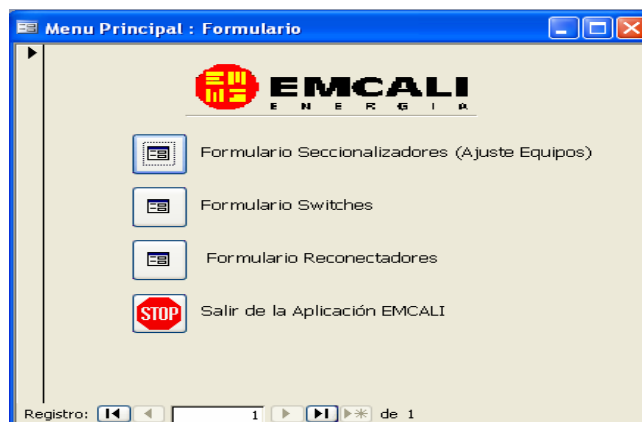 Menu Principal : Formulario
EMCALI
ENERGIA
Formulario Seccionalizadores (Ajuste Equipos)
Formulario Switches
Formulario Reconectadores
STOP Salir de la Aplicación EMCALI
Registro: 1 de 1